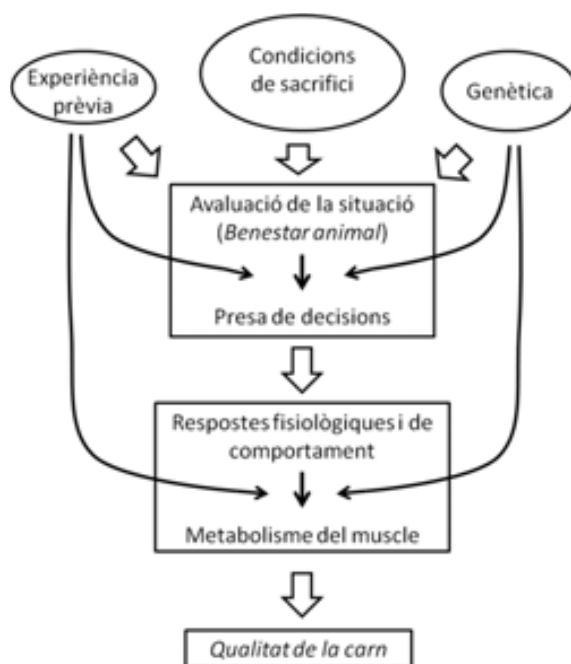 Experiència
prèvia
Condicions
de sacrifici
Genètica
Avaluació de la situació
(Benestar animal)
Presa de decisions
Respostes fisiològiques i de
comportament
Metabolisme del muscle
Qualitat de la carn